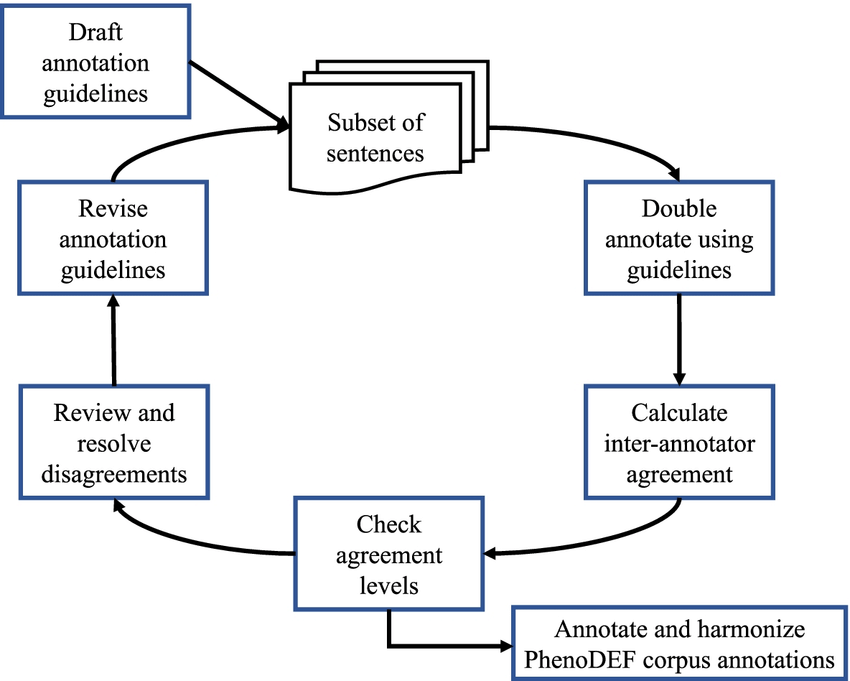 Draft
annotation
guidelines
Subset of
sentences
Double
annotate using
guidelines
Calculate
inter-annotator
agreement
Check
agreement
levels
Annotate and harmonize
PhenoDEF corpus annotations
Review and
resolve
disagreements
Revise
annotation
guidelines